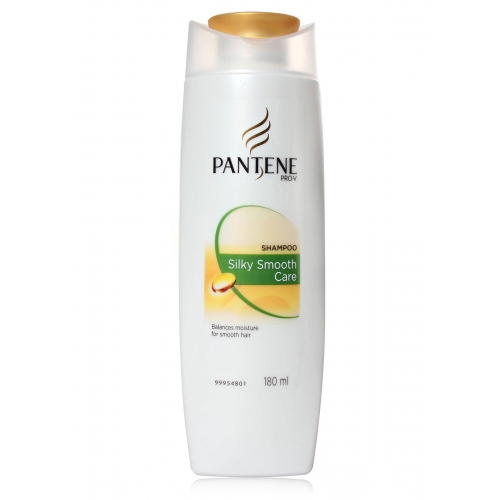 PANTENE
PRO-V
SHAMPOO
Silky Smooth
Care
Balances moisture
for smooth hair
99954801 180 ml